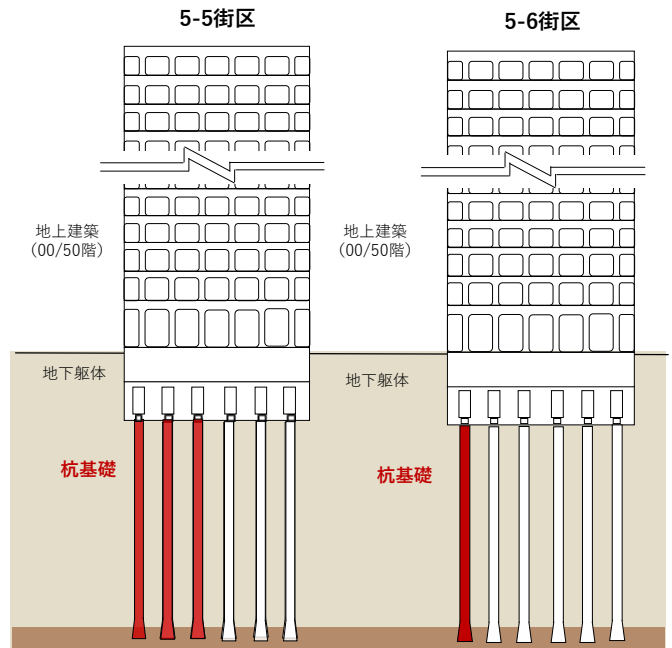 5-5街区
5-6街区
地上建築
（00/50階）
地上建築
（00/50階）
地下躯体
地下躯体
杭基礎
杭基礎